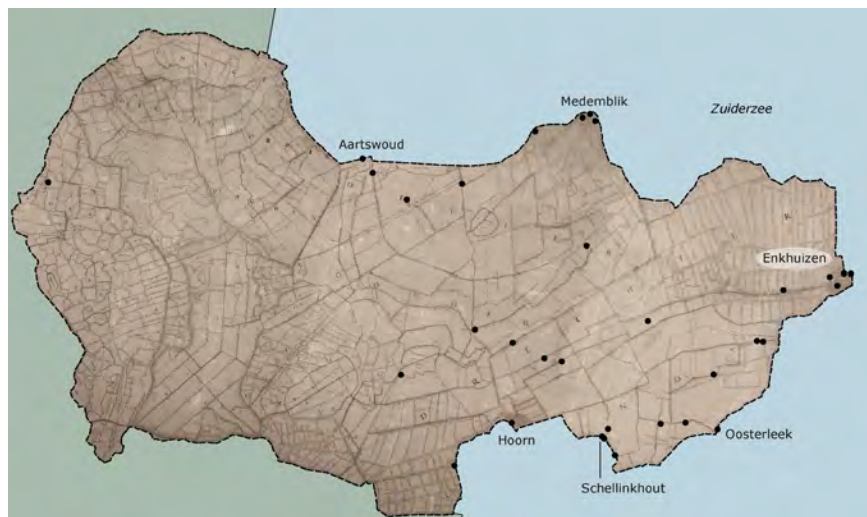 Medemblik
Zuiderzee
Aartswoud
Enkhuizen
Hoorn
Oosterleek
Schellinkhout